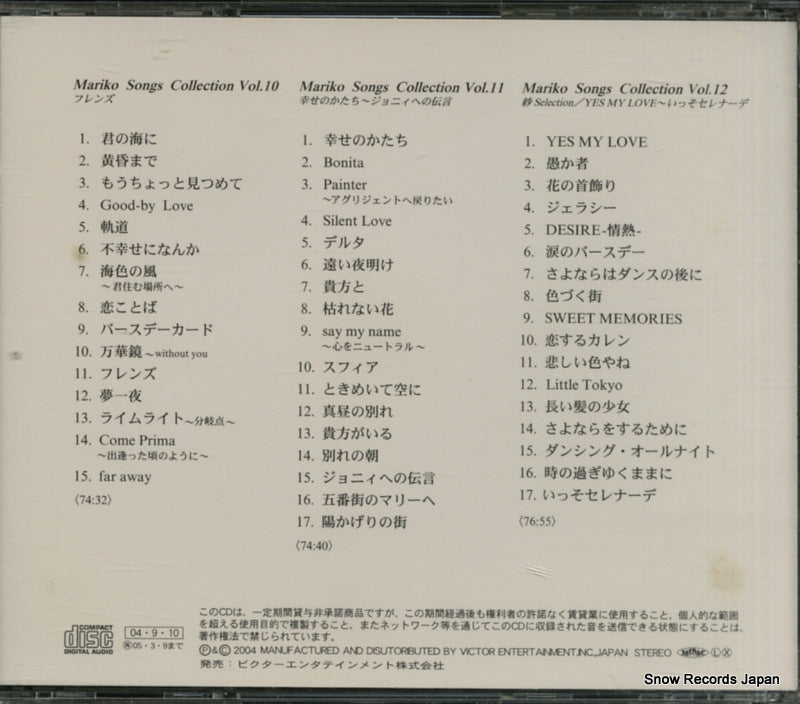 Mariko Songs Collection Vol.10
フレンズ
1. 君の海に
2. 黄昏まで
3. もうちょっと見つめて
4. Good-by Love
5. 軌道
6. 不幸せになんか
7. 海色の風
～君住む場所へ～
8. 恋ことば
9. バースデーカード
10. 万華鏡～without you
11. フレンズ
12. 夢一夜
13. ライムライト～分岐点～
14. Come Prima
～出逢った頃のように～
15. far away
〈74:32〉
Mariko Songs Collection Vol.11
幸せのかたち～ジョニィへの伝言
1. 幸せのかたち
2. Bonita
3. Painter
～アグリジェントへ戻りたい
4. Silent Love
5. デルタ
6. 遠い夜明け
7. 貴方と
8. 枯れない花
9. say my name
～心をニュートラル～
10. スフィア
11. ときめいて空に
12. 真昼の別れ
13. 貴方がいる
14. 別れの朝
15. ジョニィへの伝言
16. 五番街のマリーへ
17. 陽かげりの街
〈74:40〉
Mariko Songs Collection Vol.12
紗 Selection／YES MY LOVE～いっそセレナーデ
1. YES MY LOVE
2. 愚か者
3. 花の首飾り
4. ジェラシー
5. DESIRE-情熱-
6. 涙のバースデー
7. さよならはダンスの後に
8. 色づく街
9. SWEET MEMORIES
10. 恋するカレン
11. 悲しい色やね
12. Little Tokyo
13. 長い髪の少女
14. さよならをするために
15. ダンシング・オールナイト
16. 時の過ぎゆくままに
17. いっそセレナーデ
〈76:55〉
COMPACT
disc
DIGITAL AUDIO
04・9・10
05・3・9まで
このCDは、一定期間貸与非承諾商品ですが、この期間経過後も権利者の許諾なく賃貸業に使用すること、個人的な範囲
を超える使用目的で複製すること、またネットワーク等を通じてこのCDに収録された音を送信できる状態にすることは、
著作権法で禁じられています。
Ⓟ&© 2004 MANUFACTURED AND DISUTORIBUTED BY VICTOR ENTERTAINMENT,INC.,JAPAN STEREO ⓁⓍ
発売：ビクターエンタテインメント株式会社
Snow Records Japan